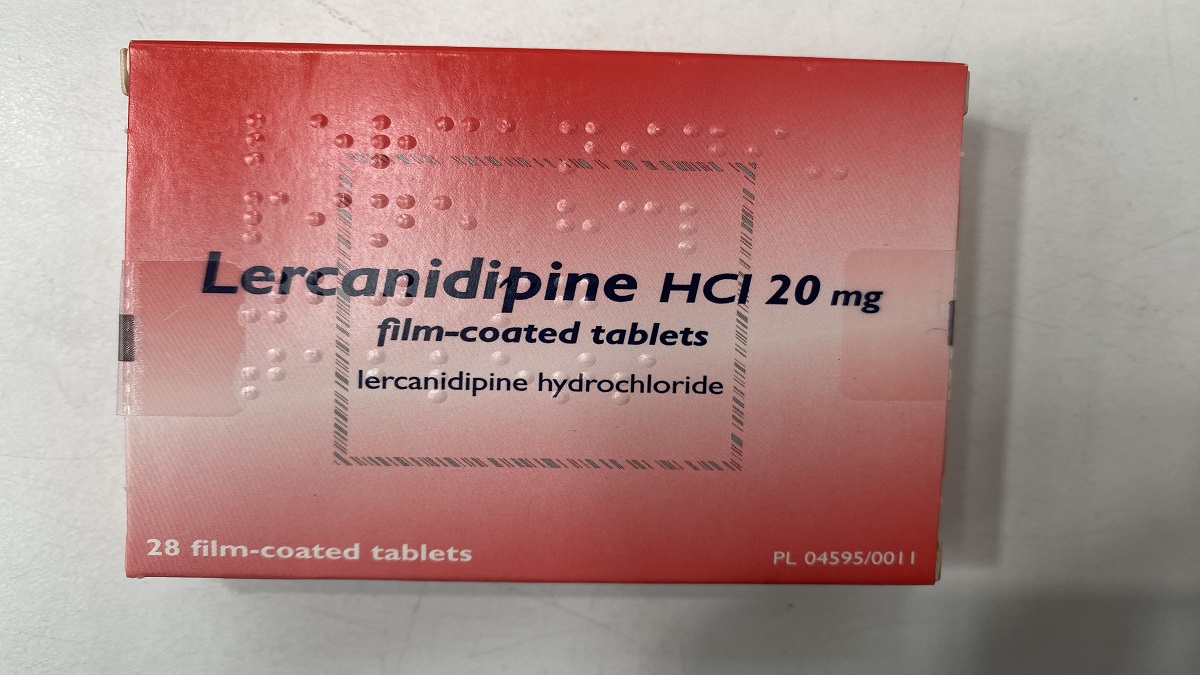 Lercanidipine HCl 20 mg
film-coated tablets
lercanidipine hydrochloride
28 film-coated tablets
PL 04595/0011